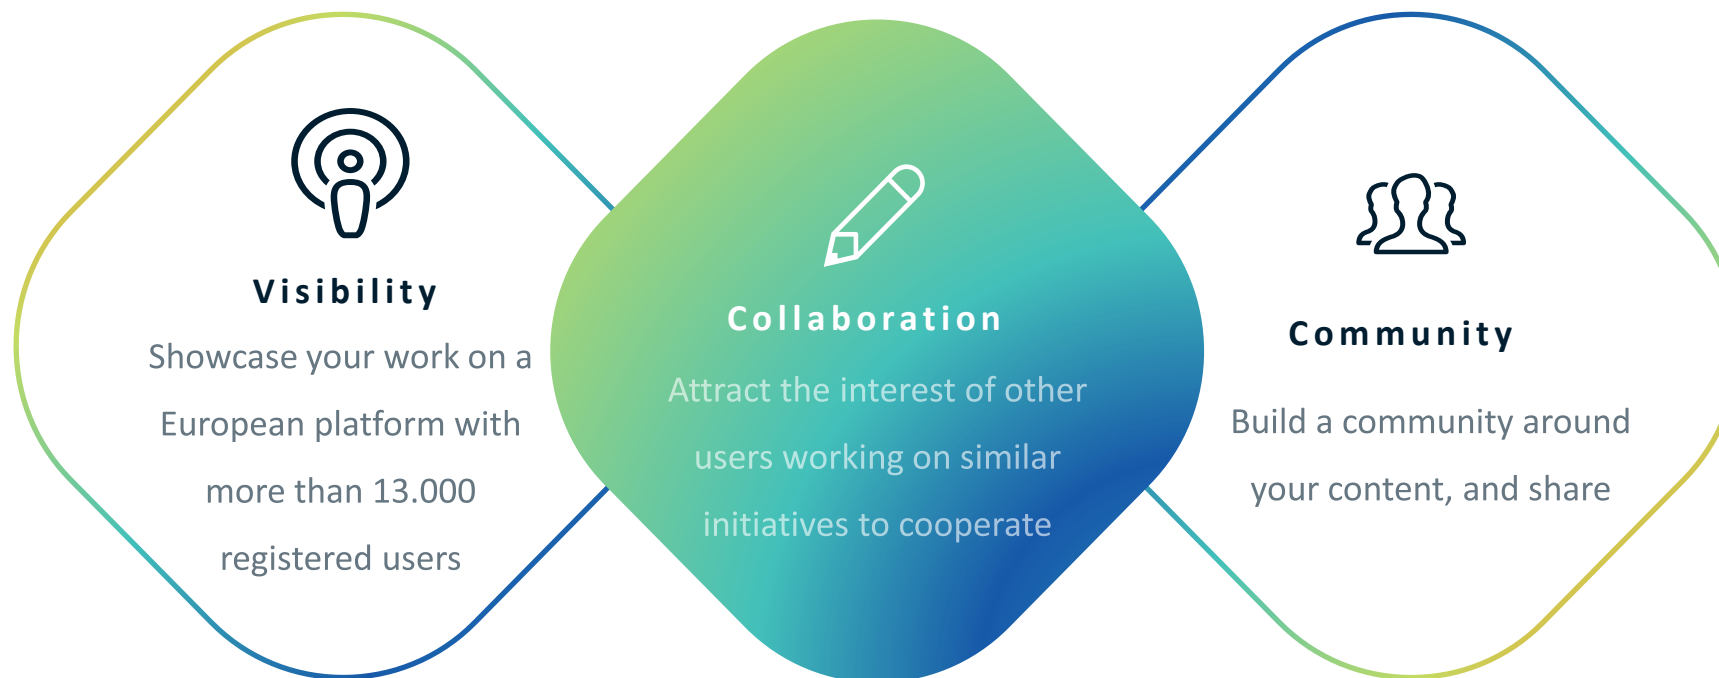 Visibility
Showcase your work on a
European platform with
more than 13.000
registered users
Collaboration
Attract the interest of other
users working on similar
initiatives to cooperate
Community
Build a community around
your content, and share